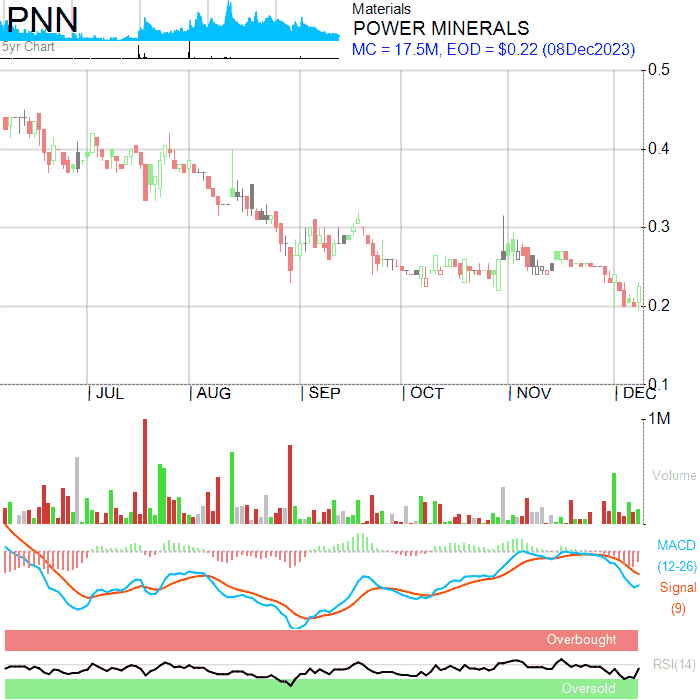 PNN
5yr Chart
Materials
POWER MINERALS
MC = 17.5M, EOD = $0.22 (08Dec2023)
0.5
0.4
0.3
0.2
0.1
JUL AUG SEP OCT NOV DEC
1M
Volume
MACD
(12-26)
Signal
(9)
Overbought
RSI(14)
Oversold